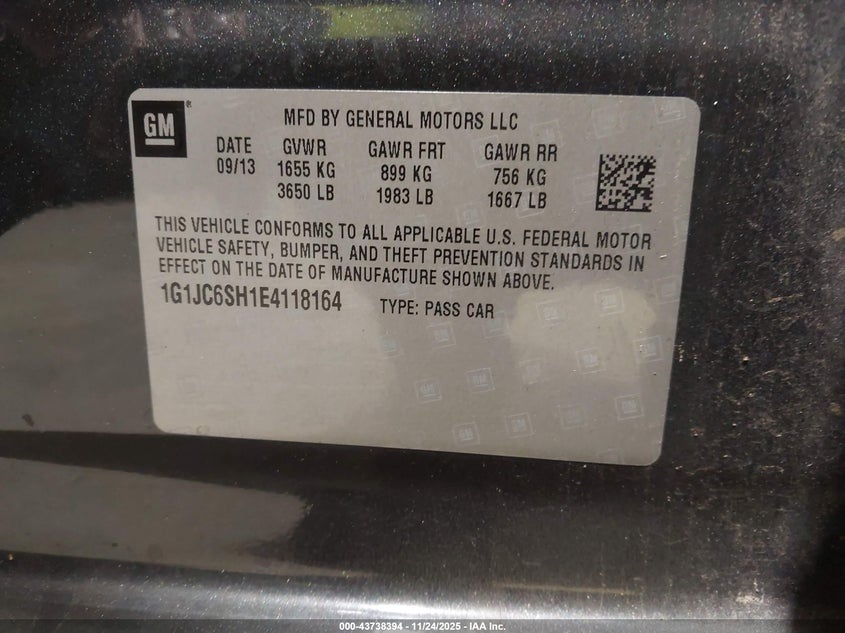 GM
MFD BY GENERAL MOTORS LLC
DATE GVWR GAWR FRT GAWR RR
09/13 1655 KG 899 KG 756 KG
3650 LB 1983 LB 1667 LB
THIS VEHICLE CONFORMS TO ALL APPLICABLE U.S. FEDERAL MOTOR
VEHICLE SAFETY, BUMPER, AND THEFT PREVENTION STANDARDS IN
EFFECT ON THE DATE OF MANUFACTURE SHOWN ABOVE.
1G1JC6SH1E4118164 TYPE: PASS CAR
000-43738394 - 11/24/2025 - IAA Inc.